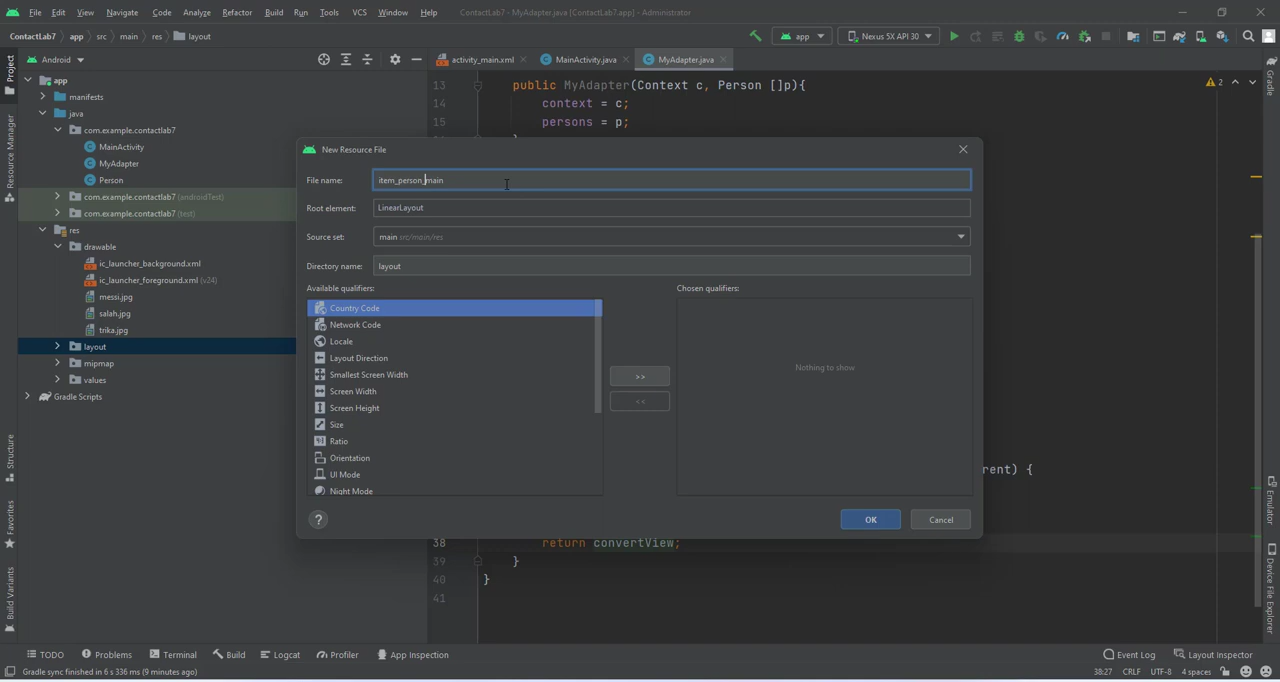 File Edit View Navigate Code Analyze Refactor Build Run Tools VCS Window Help ContactLab7 - MyAdapter.java [ContactLab7.app] - Administrator
ContactLab7 app src main res layout app Nexus 5X API 30
Project
Resource Manager
Structure
Favorites
Build Variants
Android
app
manifests
java
com.example.contactlab7
MainActivity
MyAdapter
Person
com.example.contactlab7 (androidTest)
com.example.contactlab7 (test)
res
drawable
ic_launcher_background.xml
ic_launcher_foreground.xml (v24)
messi.jpg
salah.jpg
trika.jpg
layout
mipmap
values
Gradle Scripts
activity_main.xml MainActivity.java MyAdapter.java
13 public MyAdapter(Context c, Person []p){
14 context = c;
15 persons = p;
2
New Resource File
File name: item_person_main
Root element: LinearLayout
Source set: main src/main/res
Directory name: layout
Available qualifiers: Chosen qualifiers:
Country Code
Network Code
Locale
Layout Direction
Smallest Screen Width
Screen Width
Screen Height
Size
Ratio
Orientation
UI Mode
Night Mode
>>
<<
Nothing to show
? OK Cancel
rent) {
38 return convertView;
39 }
40 }
41
Gradle
Emulator
Device File Explorer
TODO Problems Terminal Build Logcat Profiler App Inspection Event Log Layout Inspector
Gradle sync finished in 6 s 336 ms (9 minutes ago) 38:27 CRLF UTF-8 4 spaces